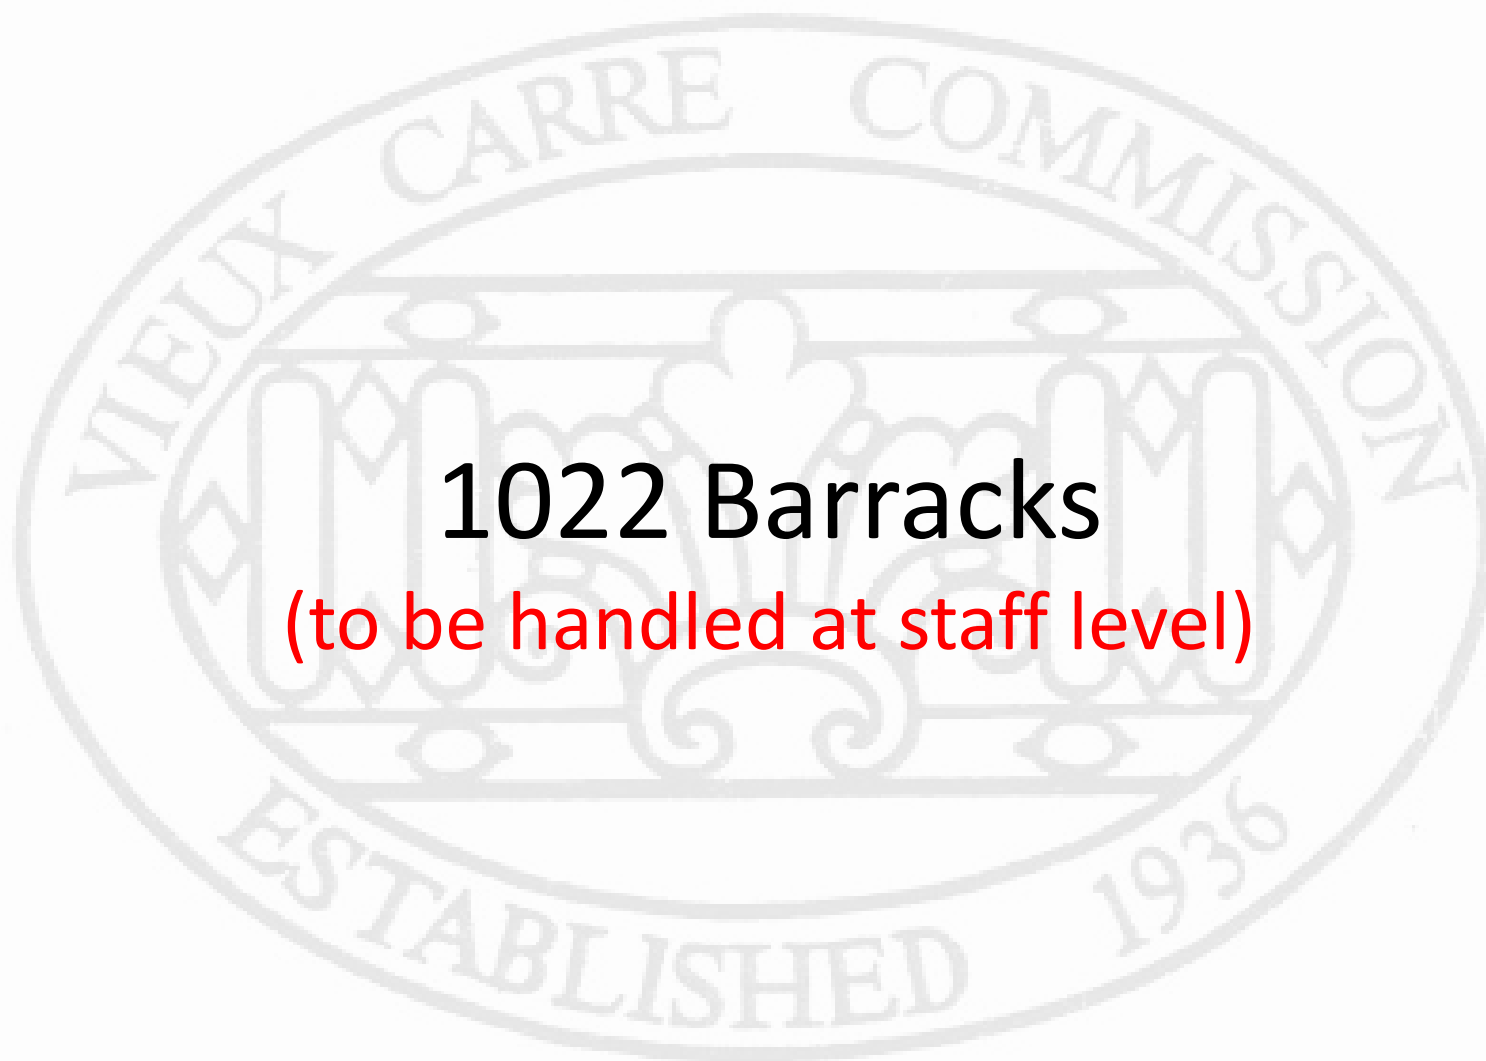 VIEUX CARRE COMMISSION
1022 Barracks
(to be handled at staff level)
ESTABLISHED 1936